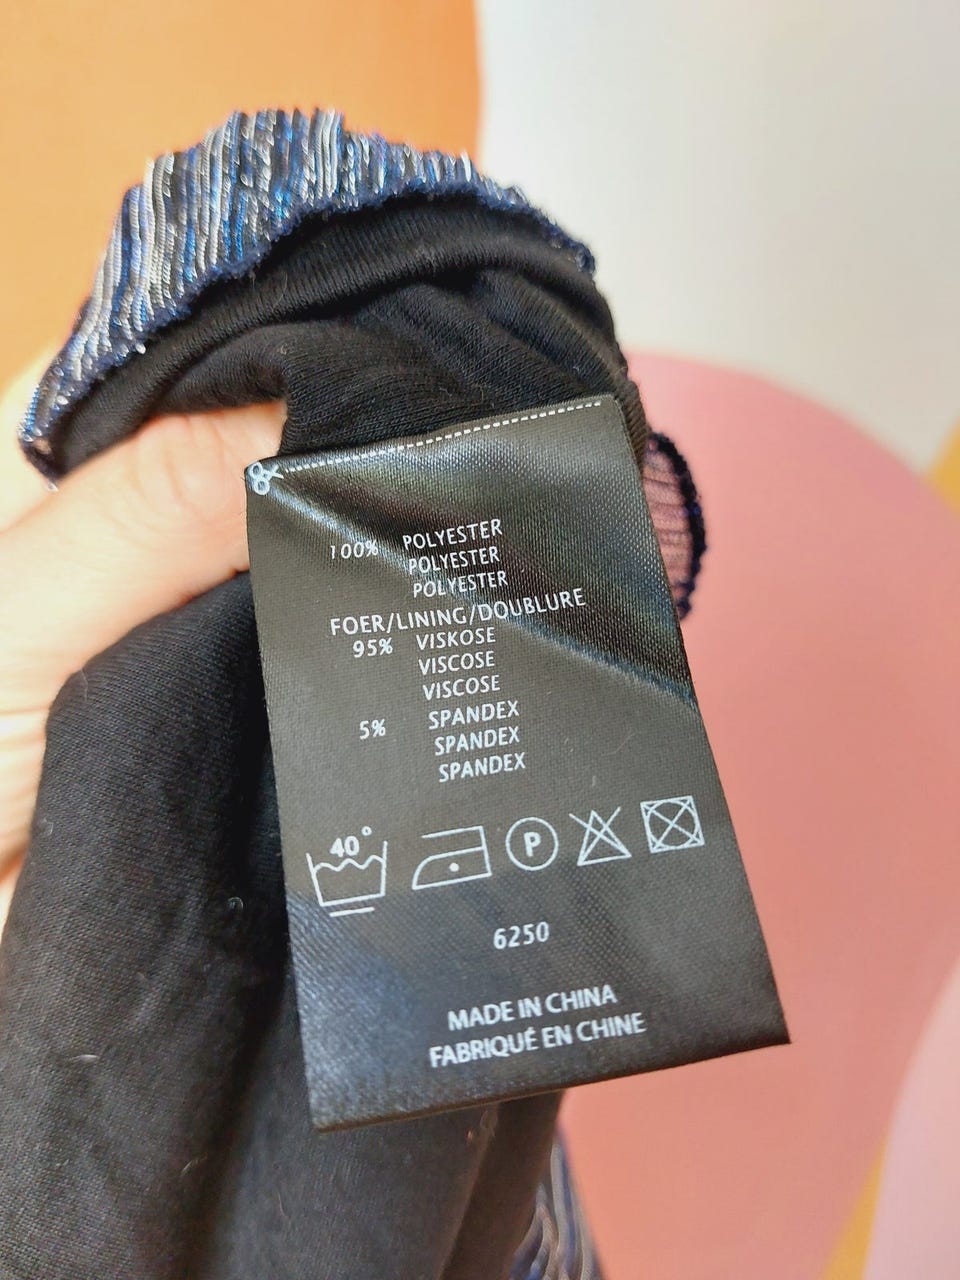 100% POLYESTER
POLYESTER
POLYESTER
FOER/LINING/DOUBLURE
95% VISKOSE
VISCOSE
VISCOSE
5% SPANDEX
SPANDEX
SPANDEX
40°
P
6250
MADE IN CHINA
FABRIQUÉ EN CHINE